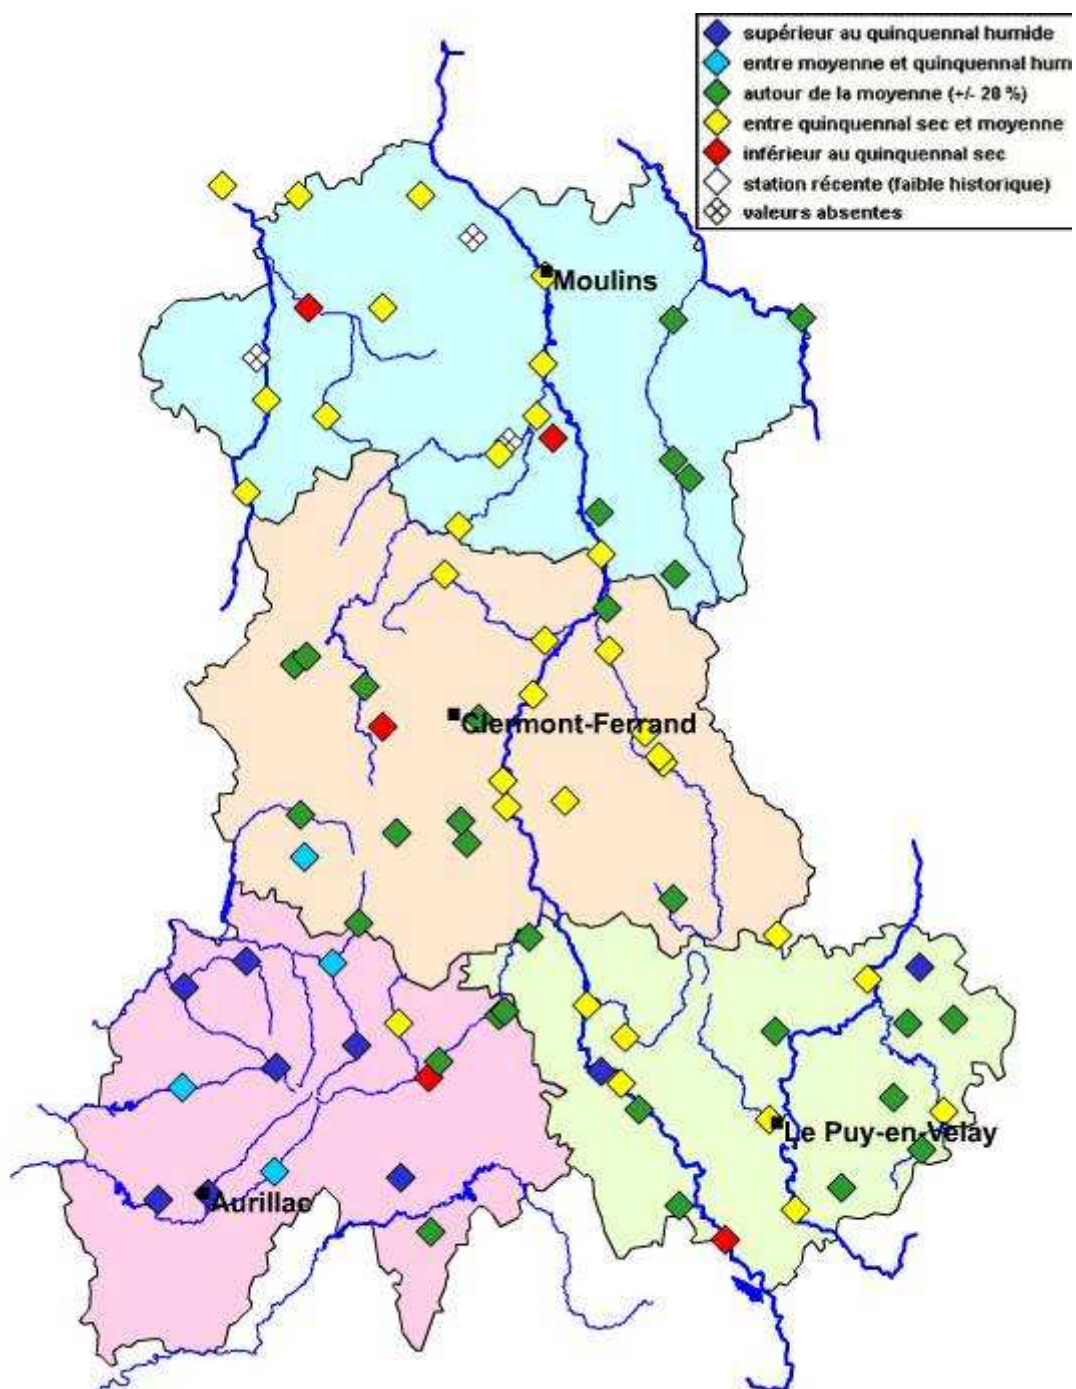 supérieur au quinquennal humide
entre moyenne et quinquennal hum
autour de la moyenne (+/- 20 %)
entre quinquennal sec et moyenne
inférieur au quinquennal sec
station récente (faible historique)
valeurs absentes
Moulins
Clermont-Ferrand
Le Puy-en-Velay
Aurillac